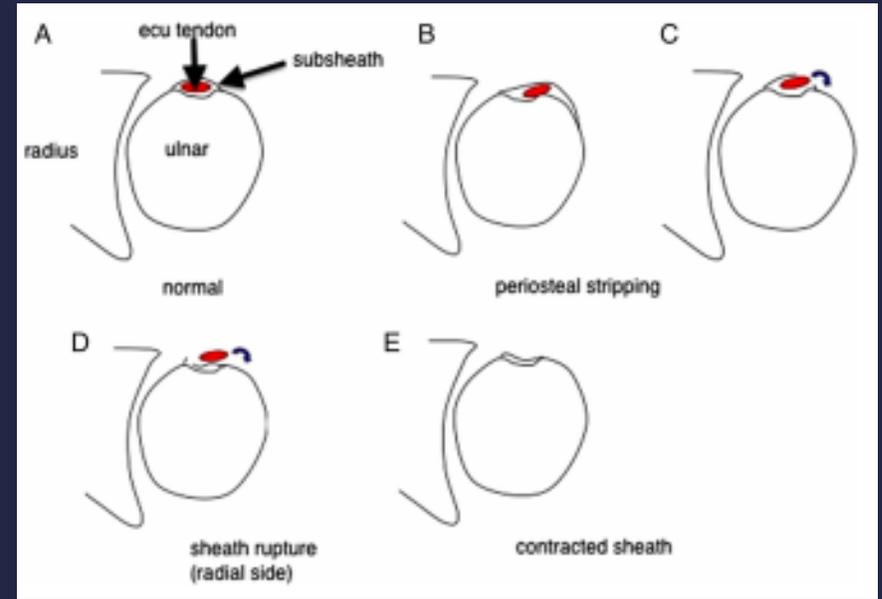 A
ecu tendon
subsheath
radius
ulnar
normal
B
C
periosteal stripping
D
sheath rupture
(radial side)
E
contracted sheath